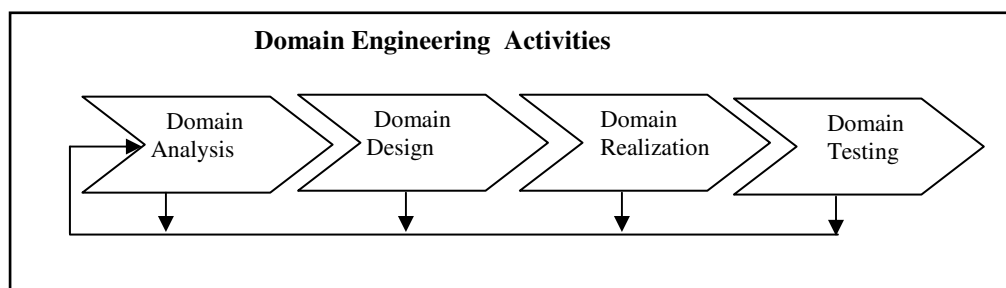 Domain Engineering Activities
Domain
Analysis
Domain
Design
Domain
Realization
Domain
Testing